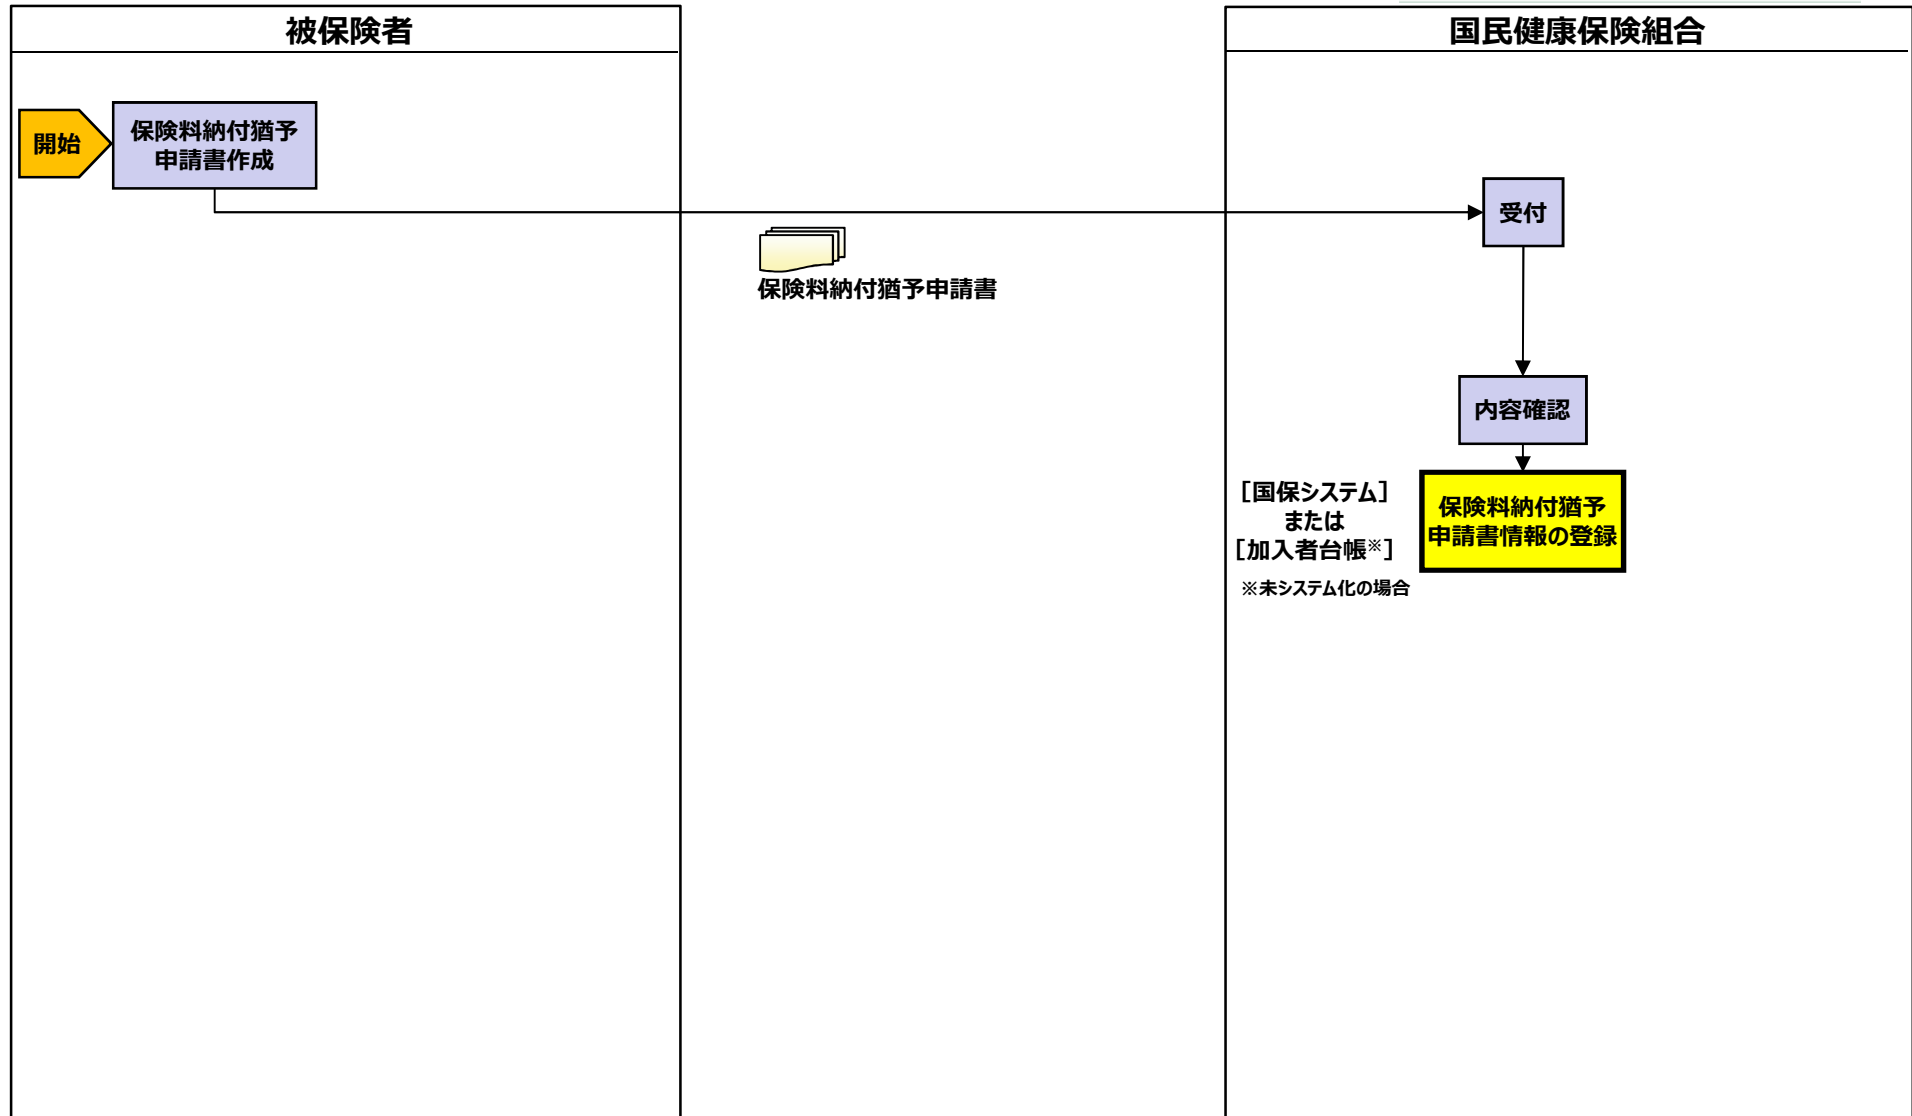 被保険者
国民健康保険組合
開始
保険料納付猶予
申請書作成
受付
保険料納付猶予申請書
内容確認
［国保システム］
または
［加入者台帳※］
※未システム化の場合
保険料納付猶予
申請書情報の登録